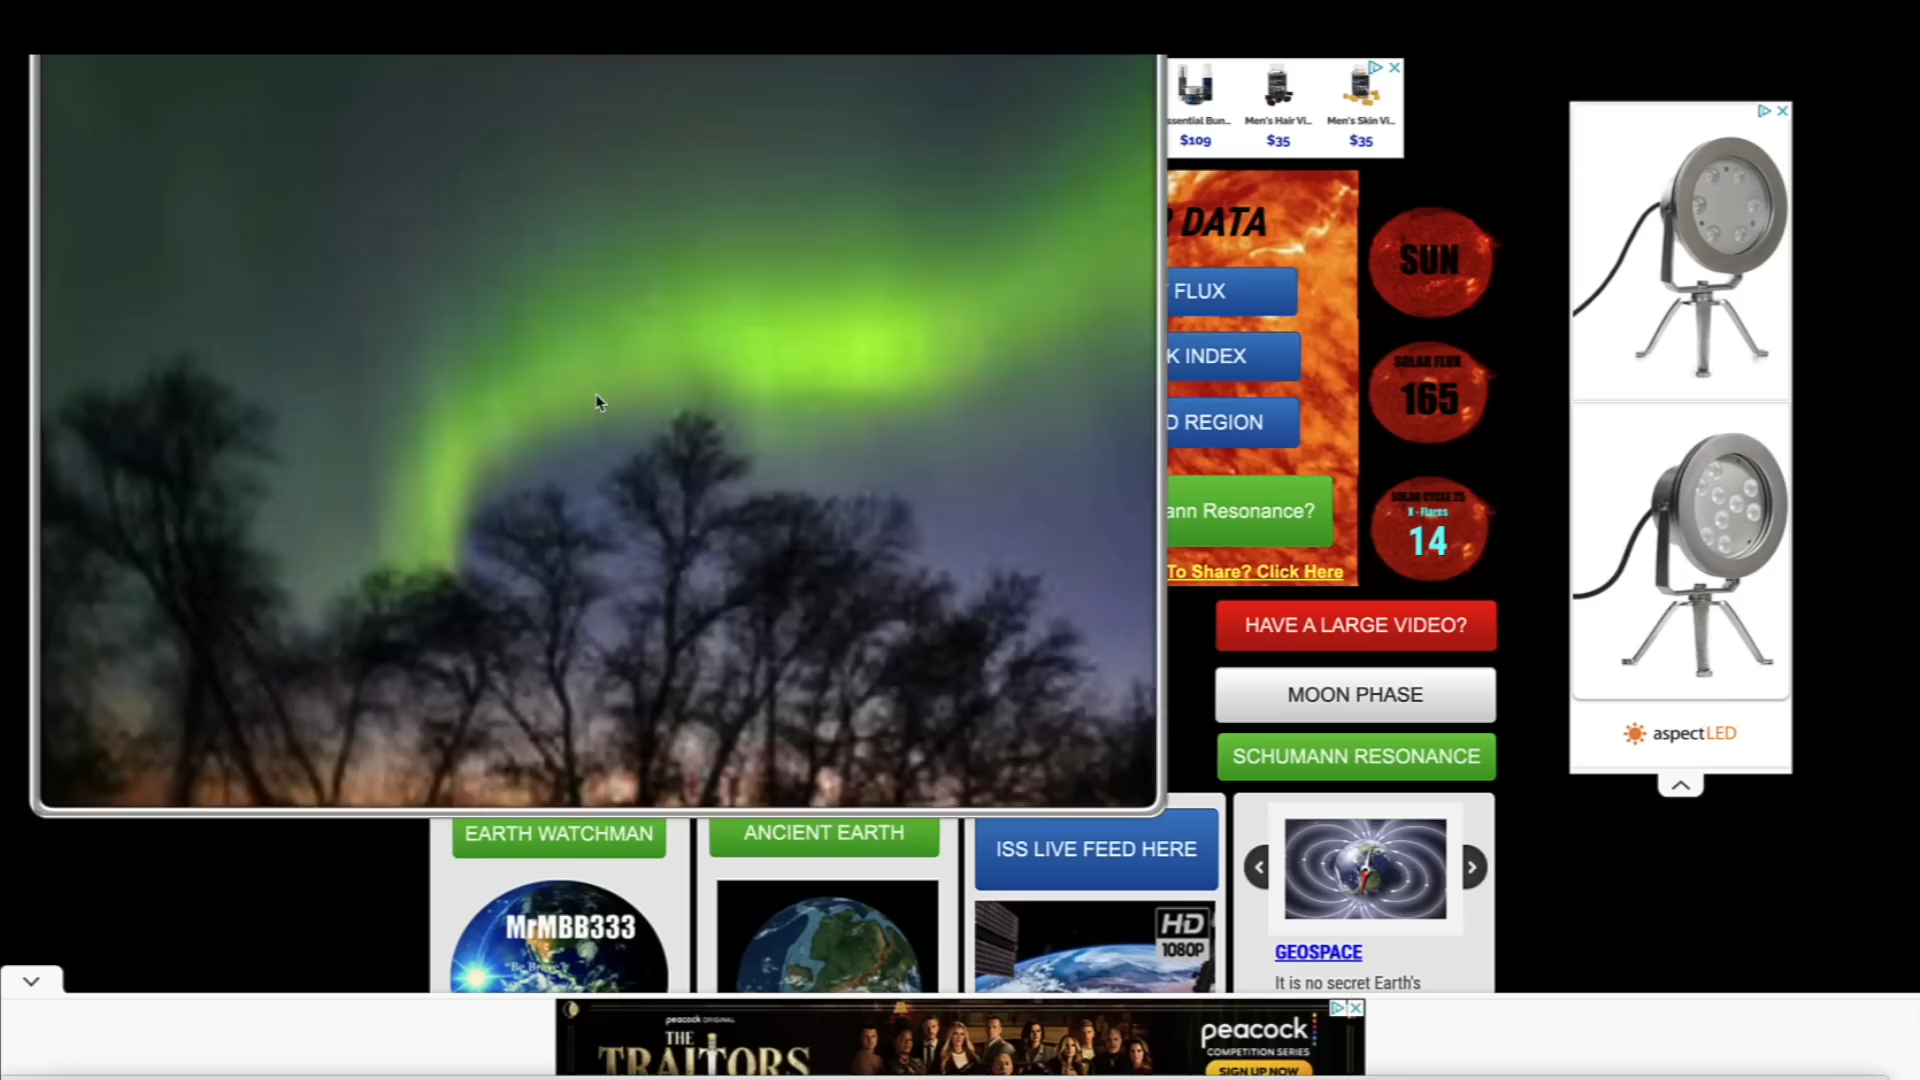 ssential Bun...
Men's Hair Vi...
Men's Skin Vi...
$109
$35
$35
DATA
FLUX
K INDEX
D REGION
ann Resonance?
To Share? Click Here
SUN
SOLAR FLUX
165
SOLAR CYCLE 25
X - Flares
14
HAVE A LARGE VIDEO?
MOON PHASE
SCHUMANN RESONANCE
aspectLED
EARTH WATCHMAN
ANCIENT EARTH
ISS LIVE FEED HERE
MrMBB333
"Be Brave"
HD
1080P
GEOSPACE
It is no secret Earth's
peacock ORIGINAL
THE
TRAITORS
peacock
COMPETITION SERIES
SIGN UP NOW